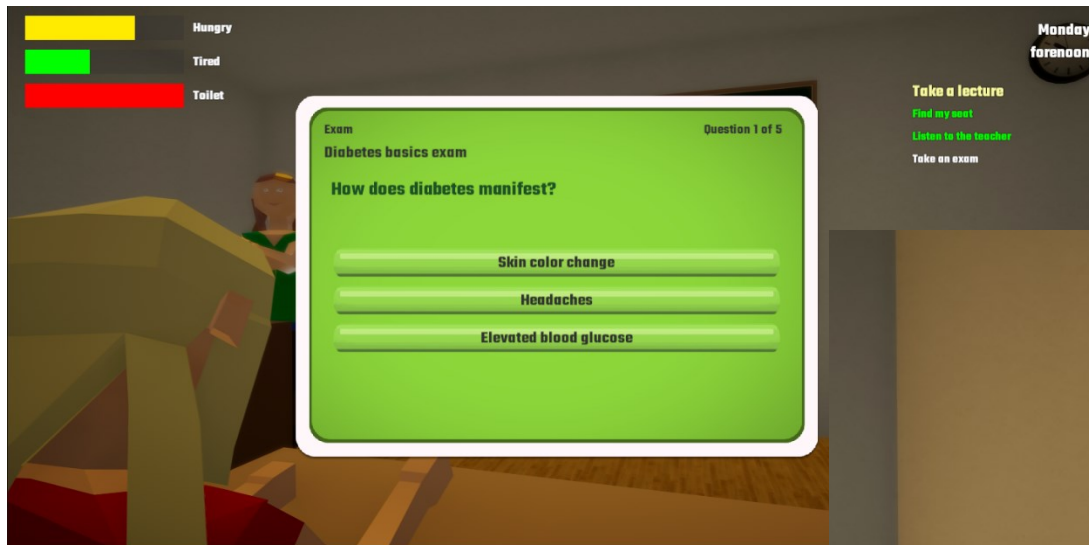 Hungry
Tired
Toilet
Monday
forenoon
Take a lecture
Find my seat
Listen to the teacher
Take an exam
Exam
Question 1 of 5
Diabetes basics exam
How does diabetes manifest?
Skin color change
Headaches
Elevated blood glucose